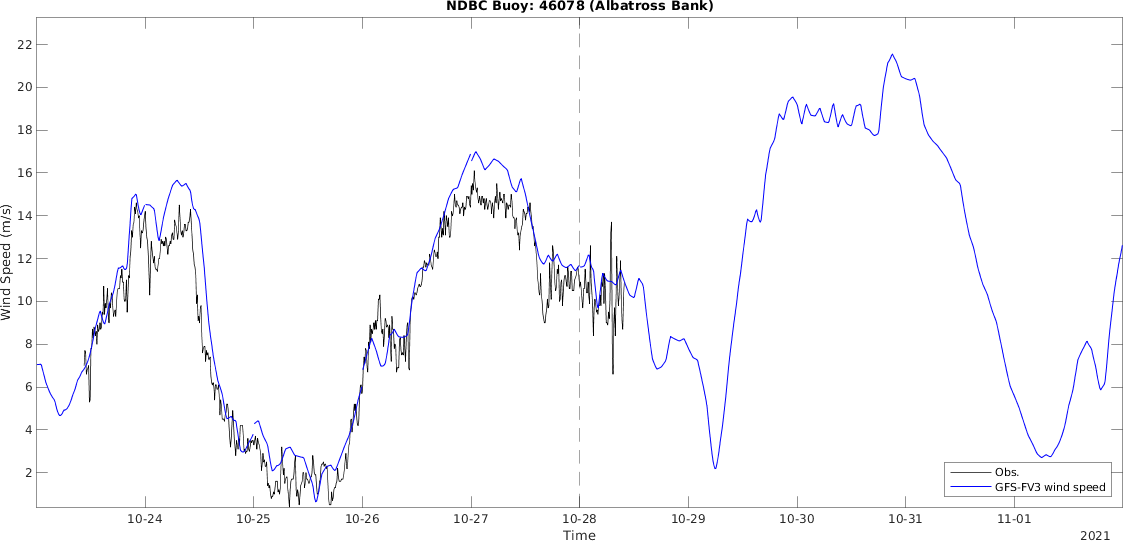 NDBC Buoy: 46078 (Albatross Bank)
22
20
18
16
14
12
10
8
6
4
2
Wind Speed (m/s)
Obs.
GFS-FV3 wind speed
10-24 10-25 10-26 10-27 10-28 10-29 10-30 10-31 11-01
Time
2021